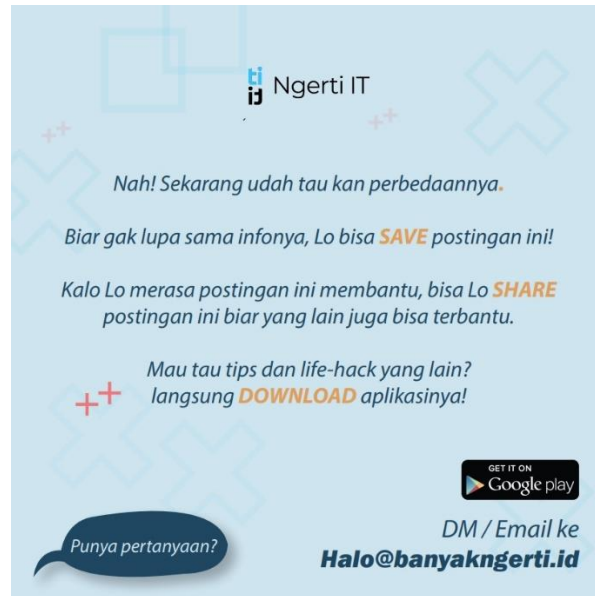 ti
it
Ngerti IT
Nah! Sekarang udah tau kan perbedaannya.
Biar gak lupa sama infonya, Lo bisa SAVE postingan ini!
Kalo Lo merasa postingan ini membantu, bisa Lo SHARE
postingan ini biar yang lain juga bisa terbantu.
Mau tau tips dan life-hack yang lain?
langsung DOWNLOAD aplikasinya!
GET IT ON
Google play
Punya pertanyaan?
DM / Email ke
Halo@banyakngerti.id